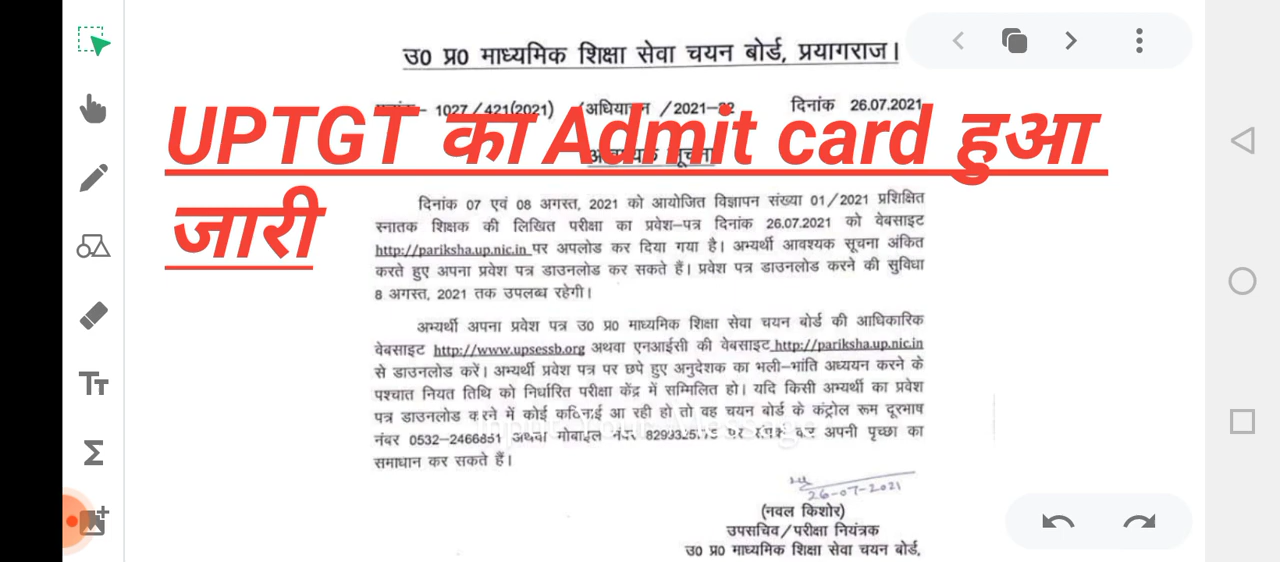 उ0 प्र0 माध्यमिक शिक्षा सेवा चयन बोर्ड, प्रयागराज।
- 1027/421(2021) /2021-22 दिनांक 26.07.2021
UPTGT का Admit card हुआ
जारी
दिनांक 07 एवं 08 अगस्त, 2021 को आयोजित विज्ञापन संख्या 01/2021 प्रशिक्षित
स्नातक शिक्षक की लिखित परीक्षा का प्रवेश-पत्र दिनांक 26.07.2021 को वेबसाइट
http://pariksha.up.nic.in पर अपलोड कर दिया गया है। अभ्यर्थी आवश्यक सूचना अंकित
करते हुए अपना प्रवेश पत्र डाउनलोड कर सकते हैं। प्रवेश पत्र डाउनलोड करने की सुविधा
8 अगस्त, 2021 तक उपलब्ध रहेगी।
अभ्यर्थी अपना प्रवेश पत्र उ0 प्र0 माध्यमिक शिक्षा सेवा चयन बोर्ड की आधिकारिक
वेबसाइट http://www.upsessb.org अथवा एनआईसी की वेबसाइट http://pariksha.up.nic.in
से डाउनलोड करें। अभ्यर्थी प्रवेश पत्र पर छपे हुए अनुदेशक का भली-भांति अध्ययन करने के
पश्चात नियत तिथि को निर्धारित परीक्षा केंद्र में सम्मिलित हो। यदि किसी अभ्यर्थी का प्रवेश
पत्र डाउनलोड करने में कोई कठिनाई आ रही हो तो वह चयन बोर्ड के कंट्रोल रूम दूरभाष
नंबर 0532-2466851 अथवा मोबाइल नंबर पर संपर्क कर अपनी पृच्छा का
समाधान कर सकते हैं।
Input Your Message
26-07-2021
(नवल किशोर)
उपसचिव/परीक्षा नियंत्रक
उ0 प्र0 माध्यमिक शिक्षा सेवा चयन बोर्ड,